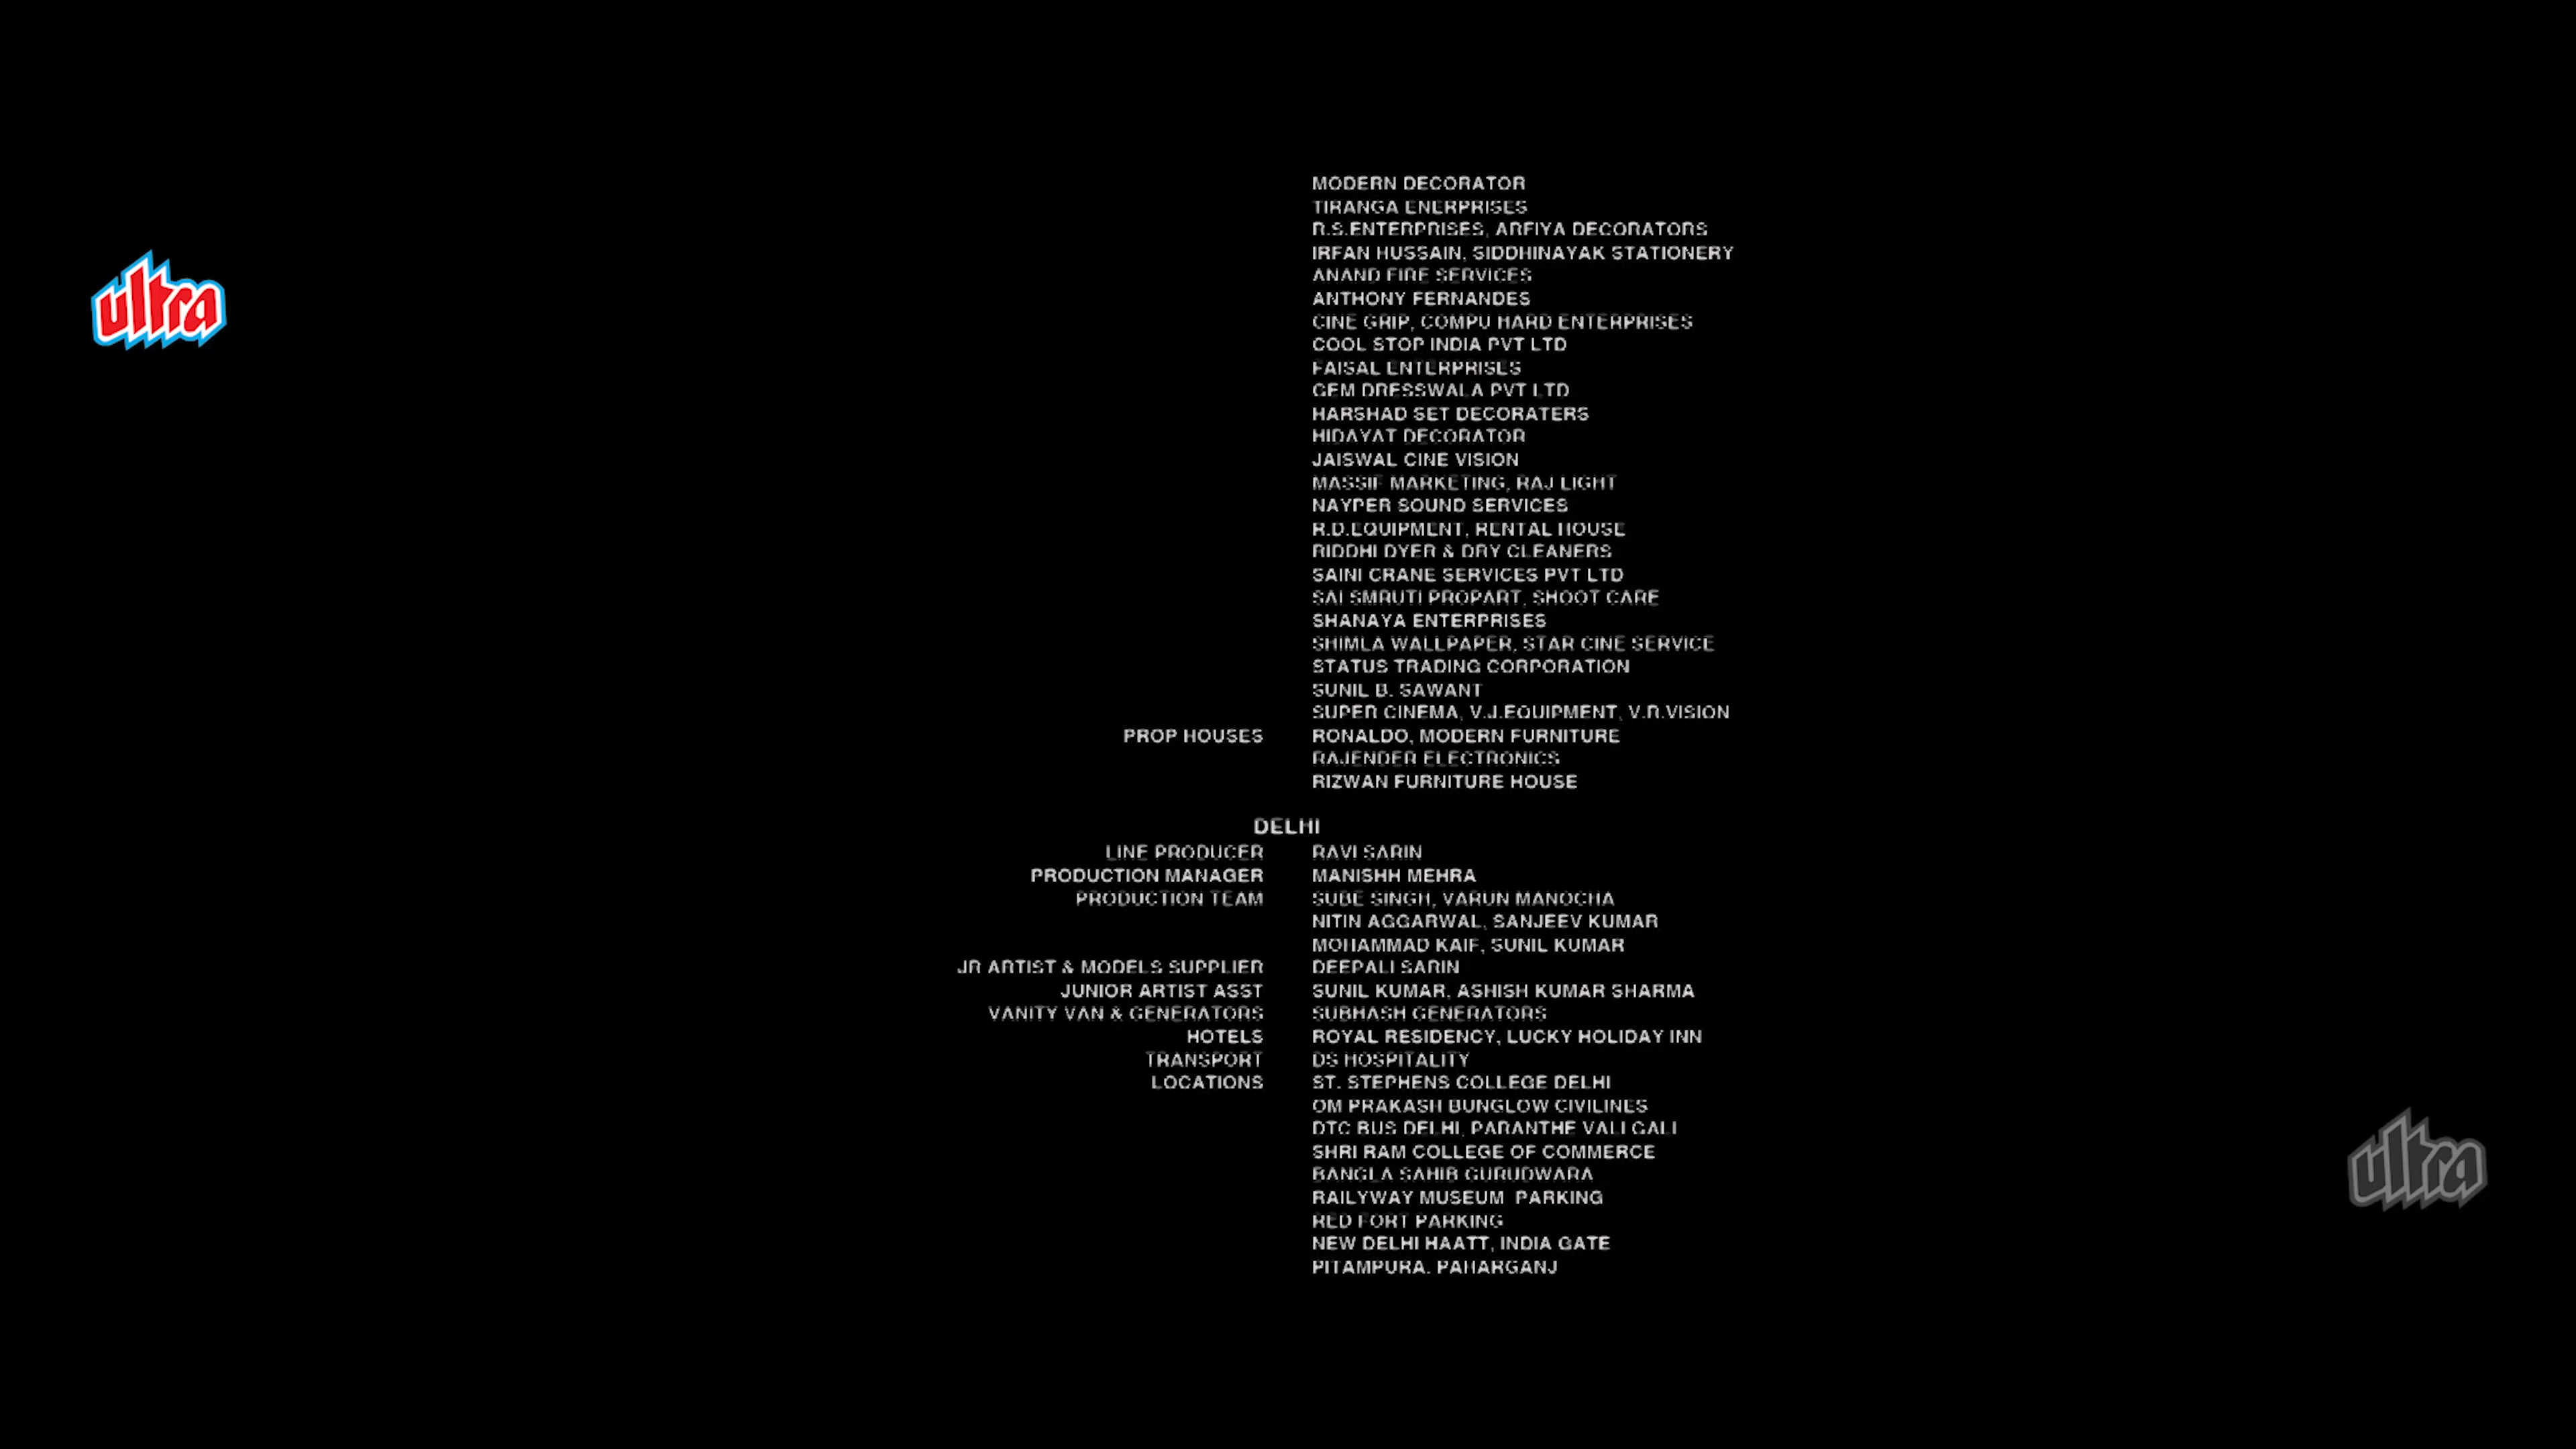 MODERN DECORATOR
TIRANGA ENERPRISES
R.S.ENTERPRISES, ARFIYA DECORATORS
ultra
IRFAN HUSSAIN, SIDDHINAYAK STATIONERY
ANAND FIRE SERVICES
ANTHONY FERNANDES
CINE GRIP, COMPU HARD ENTERPRISES
COOL STOP INDIA PVT LTD
FAISAL ENTERPRISES
GEM DRESSWALA PVT LTD
HARSHAD SET DECORATERS
HIDAYAT DECORATOR
JAISWAL CINE VISION
MASSIF MARKETING, RAJ LIGHT
NAYPER SOUND SERVICES
R.D.EQUIPMENT, RENTAL HOUSE
RIDDHI DYER & DRY CLEANERS
SAINI CRANE SERVICES PVT LTD
SAI SMRUTI PROPART, SHOOT CARE
SHANAYA ENTERPRISES
SHIMLA WALLPAPER, STAR CINE SERVICE
STATUS TRADING CORPORATION
SUNIL B. SAWANT
SUPER CINEMA, V.J.EQUIPMENT, V.R.VISION
PROP HOUSES RONALDO, MODERN FURNITURE
RAJENDER ELECTRONICS
RIZWAN FURNITURE HOUSE
DELHI
LINE PRODUCER RAVI SARIN
PRODUCTION MANAGER MANISHH MEHRA
PRODUCTION TEAM SUBE SINGH, VARUN MANOCHA
NITIN AGGARWAL, SANJEEV KUMAR
MOHAMMAD KAIF, SUNIL KUMAR
JR ARTIST & MODELS SUPPLIER DEEPALI SARIN
JUNIOR ARTIST ASST SUNIL KUMAR, ASHISH KUMAR SHARMA
VANITY VAN & GENERATORS SUBHASH GENERATORS
HOTELS ROYAL RESIDENCY, LUCKY HOLIDAY INN
TRANSPORT DS HOSPITALITY
LOCATIONS ST. STEPHENS COLLEGE DELHI
OM PRAKASH BUNGLOW CIVILINES
DTC BUS DELHI, PARANTHE VALI GALI
SHRI RAM COLLEGE OF COMMERCE
BANGLA SAHIB GURUDWARA
ultra
RAILYWAY MUSEUM PARKING
RED FORT PARKING
NEW DELHI HAATT, INDIA GATE
PITAMPURA, PAHARGANJ